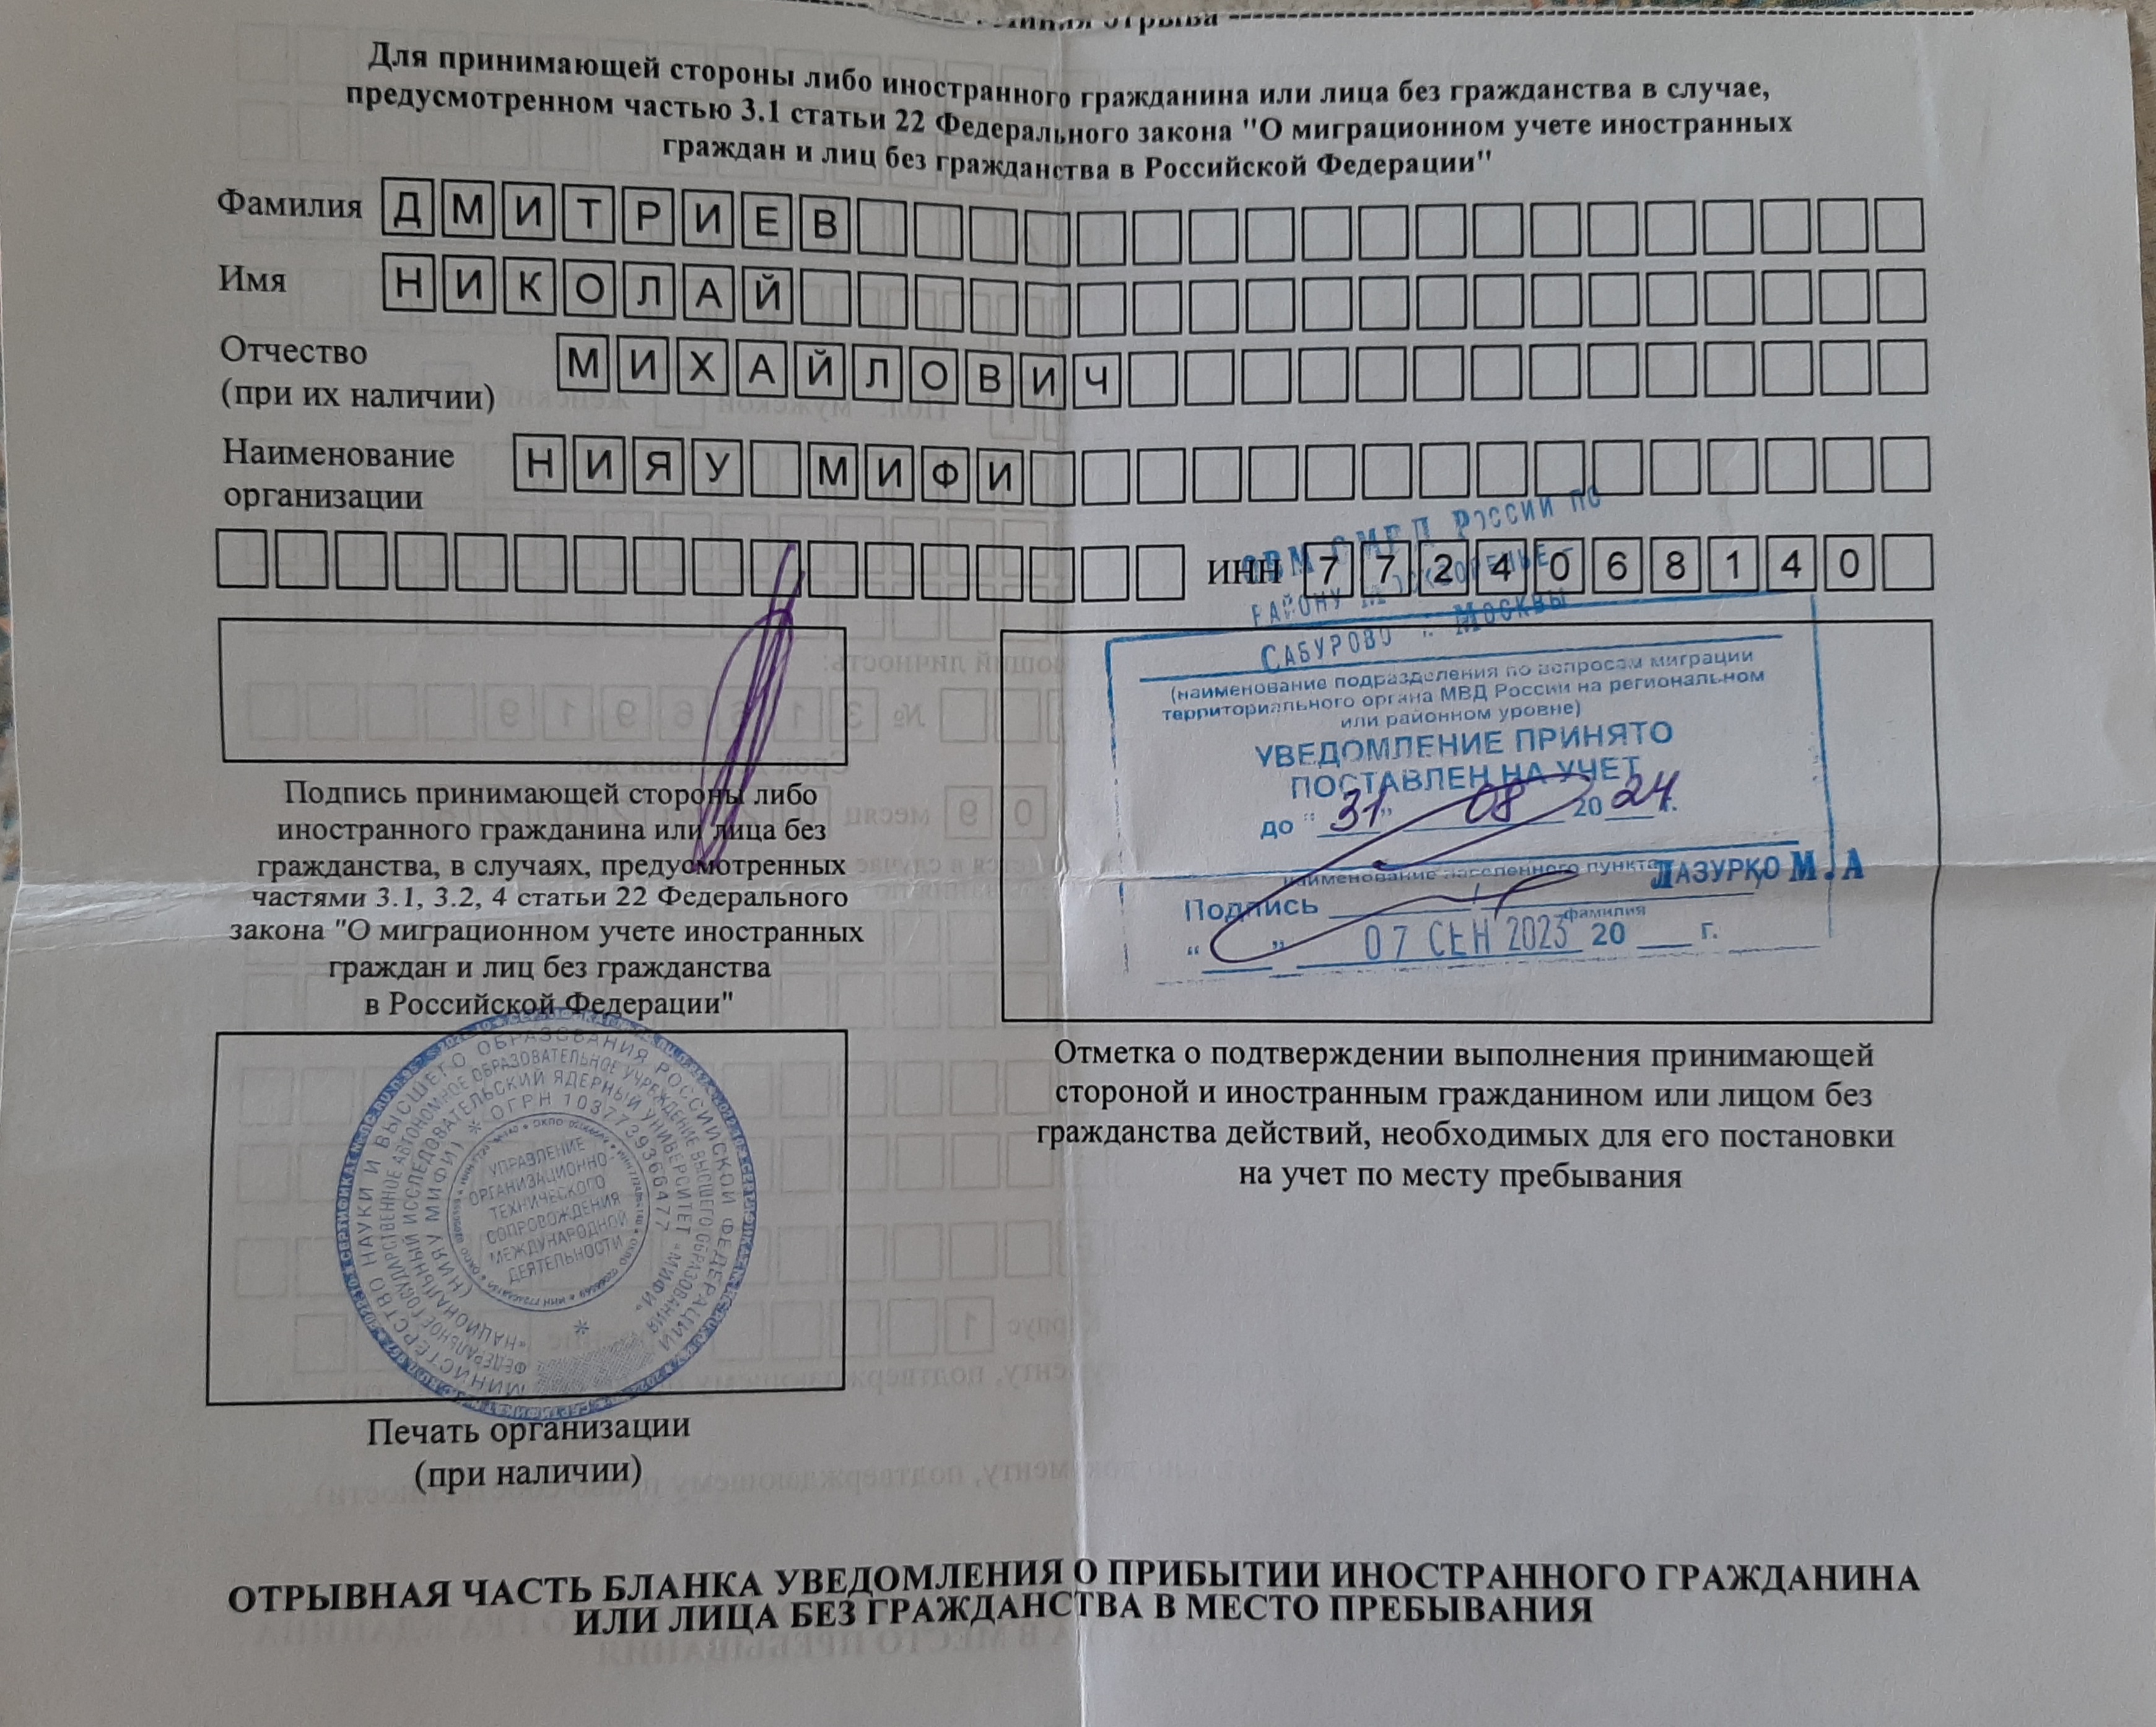 Для принимающей стороны либо иностранного гражданина или лица без гражданства в случае,
предусмотренном частью 3.1 статьи 22 Федерального закона "О миграционном учете иностранных
граждан и лиц без гражданства в Российской Федерации"
Фамилия ДМИТРИЕВ
Имя НИКОЛАЙ
Отчество
(при их наличии) МИХАЙЛОВИЧ
Наименование
организации НИЯУ МИФИ
ИНН 7724068140
России по
району
Сабурово г. Москвы
(наименование подразделения по вопросам миграции
территориального органа МВД России на региональном
или районном уровне)
УВЕДОМЛЕНИЕ ПРИНЯТО
ПОСТАВЛЕН НА УЧЕТ
до "31" 08 2024 г.
наименование населенного пункта
Лазурко М.А
Подпись
фамилия
" " 07 СЕН 2023 20 г.
Подпись принимающей стороны либо
иностранного гражданина или лица без
гражданства, в случаях, предусмотренных
частями 3.1, 3.2, 4 статьи 22 Федерального
закона "О миграционном учете иностранных
граждан и лиц без гражданства
в Российской Федерации"
Отметка о подтверждении выполнения принимающей
стороной и иностранным гражданином или лицом без
гражданства действий, необходимых для его постановки
на учет по месту пребывания
МИНИСТЕРСТВО НАУКИ И ВЫСШЕГО ОБРАЗОВАНИЯ РОССИЙСКОЙ ФЕДЕРАЦИИ
ФЕДЕРАЛЬНОЕ ГОСУДАРСТВЕННОЕ АВТОНОМНОЕ ОБРАЗОВАТЕЛЬНОЕ УЧРЕЖДЕНИЕ ВЫСШЕГО ОБРАЗОВАНИЯ
«НАЦИОНАЛЬНЫЙ ИССЛЕДОВАТЕЛЬСКИЙ ЯДЕРНЫЙ УНИВЕРСИТЕТ «МИФИ»
(НИЯУ МИФИ) * ОГРН 1037739366477
УПРАВЛЕНИЕ
ОРГАНИЗАЦИОННО-
ТЕХНИЧЕСКОГО
СОПРОВОЖДЕНИЯ
МЕЖДУНАРОДНОЙ
ДЕЯТЕЛЬНОСТИ
Печать организации
(при наличии)
ОТРЫВНАЯ ЧАСТЬ БЛАНКА УВЕДОМЛЕНИЯ О ПРИБЫТИИ ИНОСТРАННОГО ГРАЖДАНИНА
ИЛИ ЛИЦА БЕЗ ГРАЖДАНСТВА В МЕСТО ПРЕБЫВАНИЯ